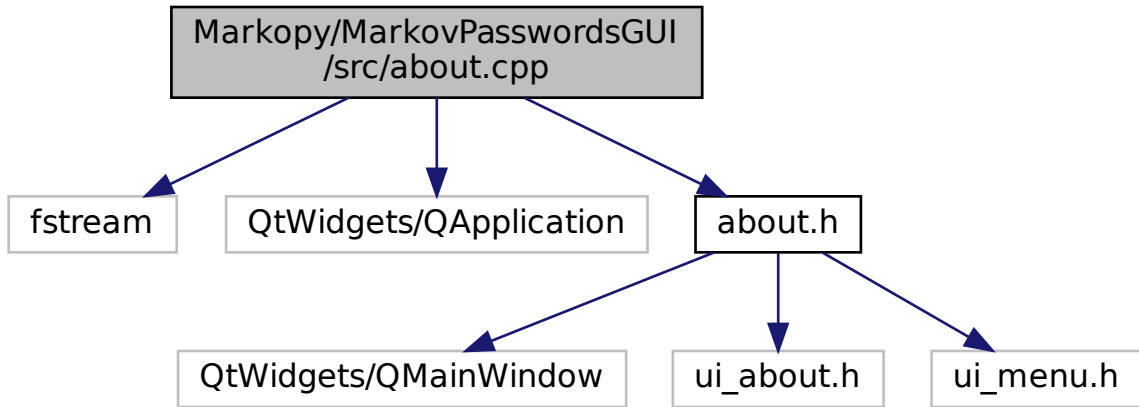 Markopy/MarkovPasswordsGUI
/src/about.cpp
fstream
QtWidgets/QApplication
about.h
QtWidgets/QMainWindow
ui_about.h
ui_menu.h